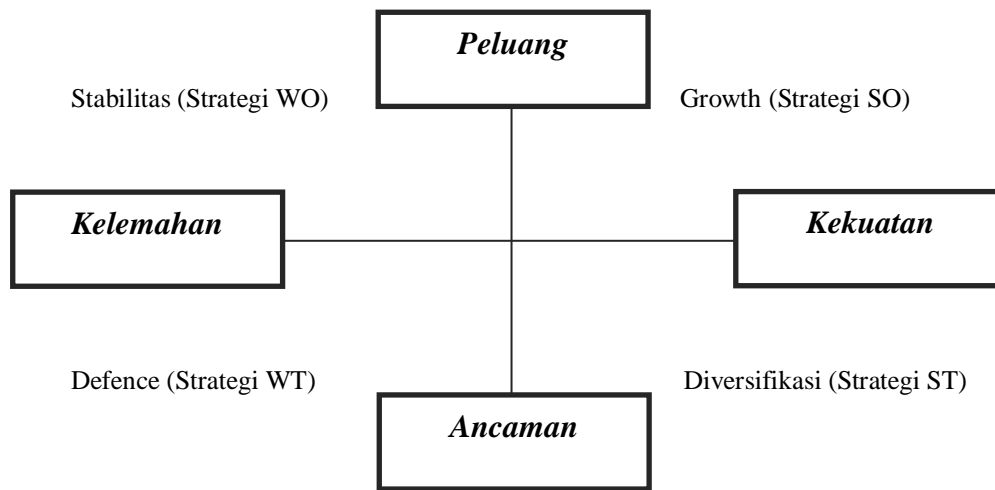 Peluang
Stabilitas (Strategi WO)
Growth (Strategi SO)
Kelemahan
Kekuatan
Defence (Strategi WT)
Diversifikasi (Strategi ST)
Ancaman